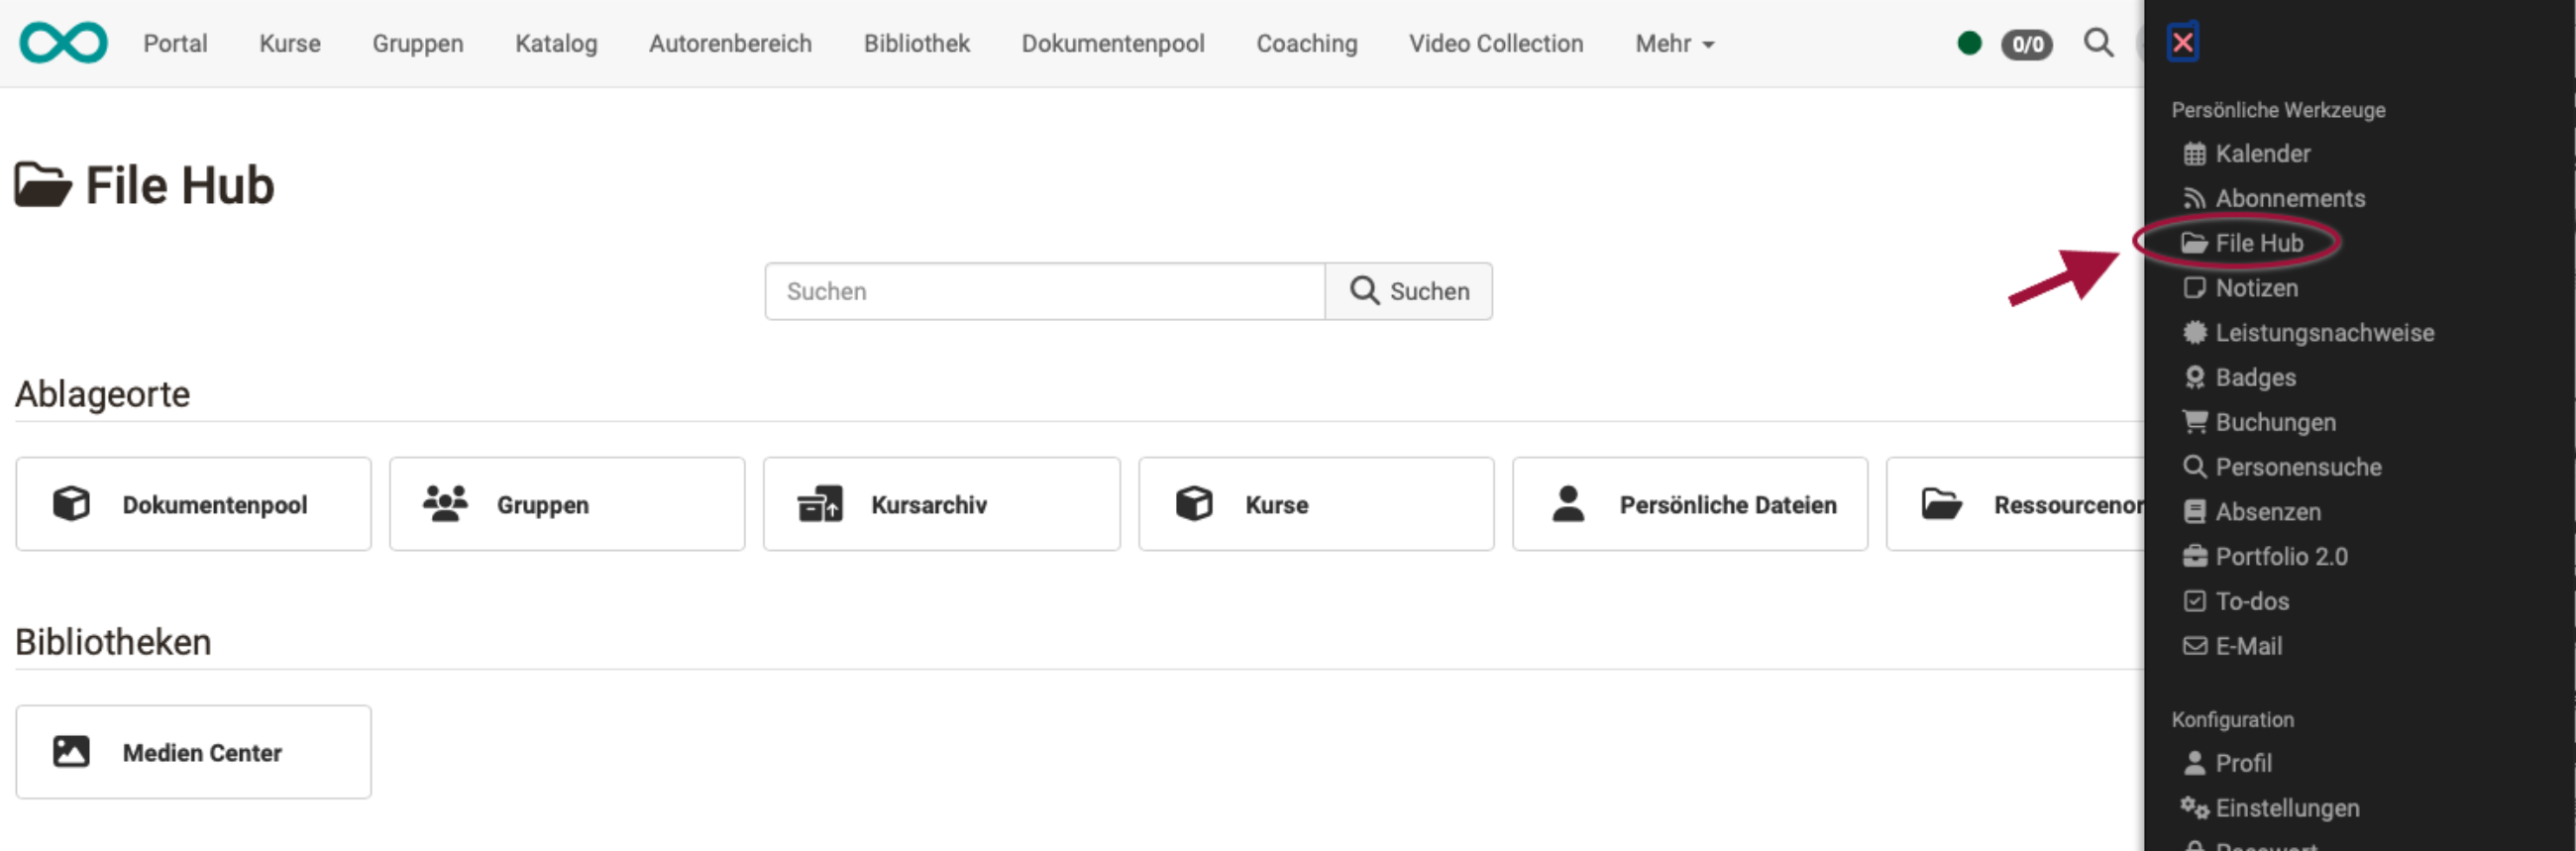 Portal Kurse Gruppen Katalog Autorenbereich Bibliothek Dokumentenpool Coaching Video Collection Mehr 0/0
File Hub
Suchen Suchen
Ablageorte
Dokumentenpool Gruppen Kursarchiv Kurse Persönliche Dateien
Bibliotheken
Medien Center
Persönliche Werkzeuge
Kalender
Abonnements
File Hub
Notizen
Leistungsnachweise
Badges
Buchungen
Personensuche
Absenzen
Portfolio 2.0
To-dos
E-Mail
Konfiguration
Profil
Einstellungen